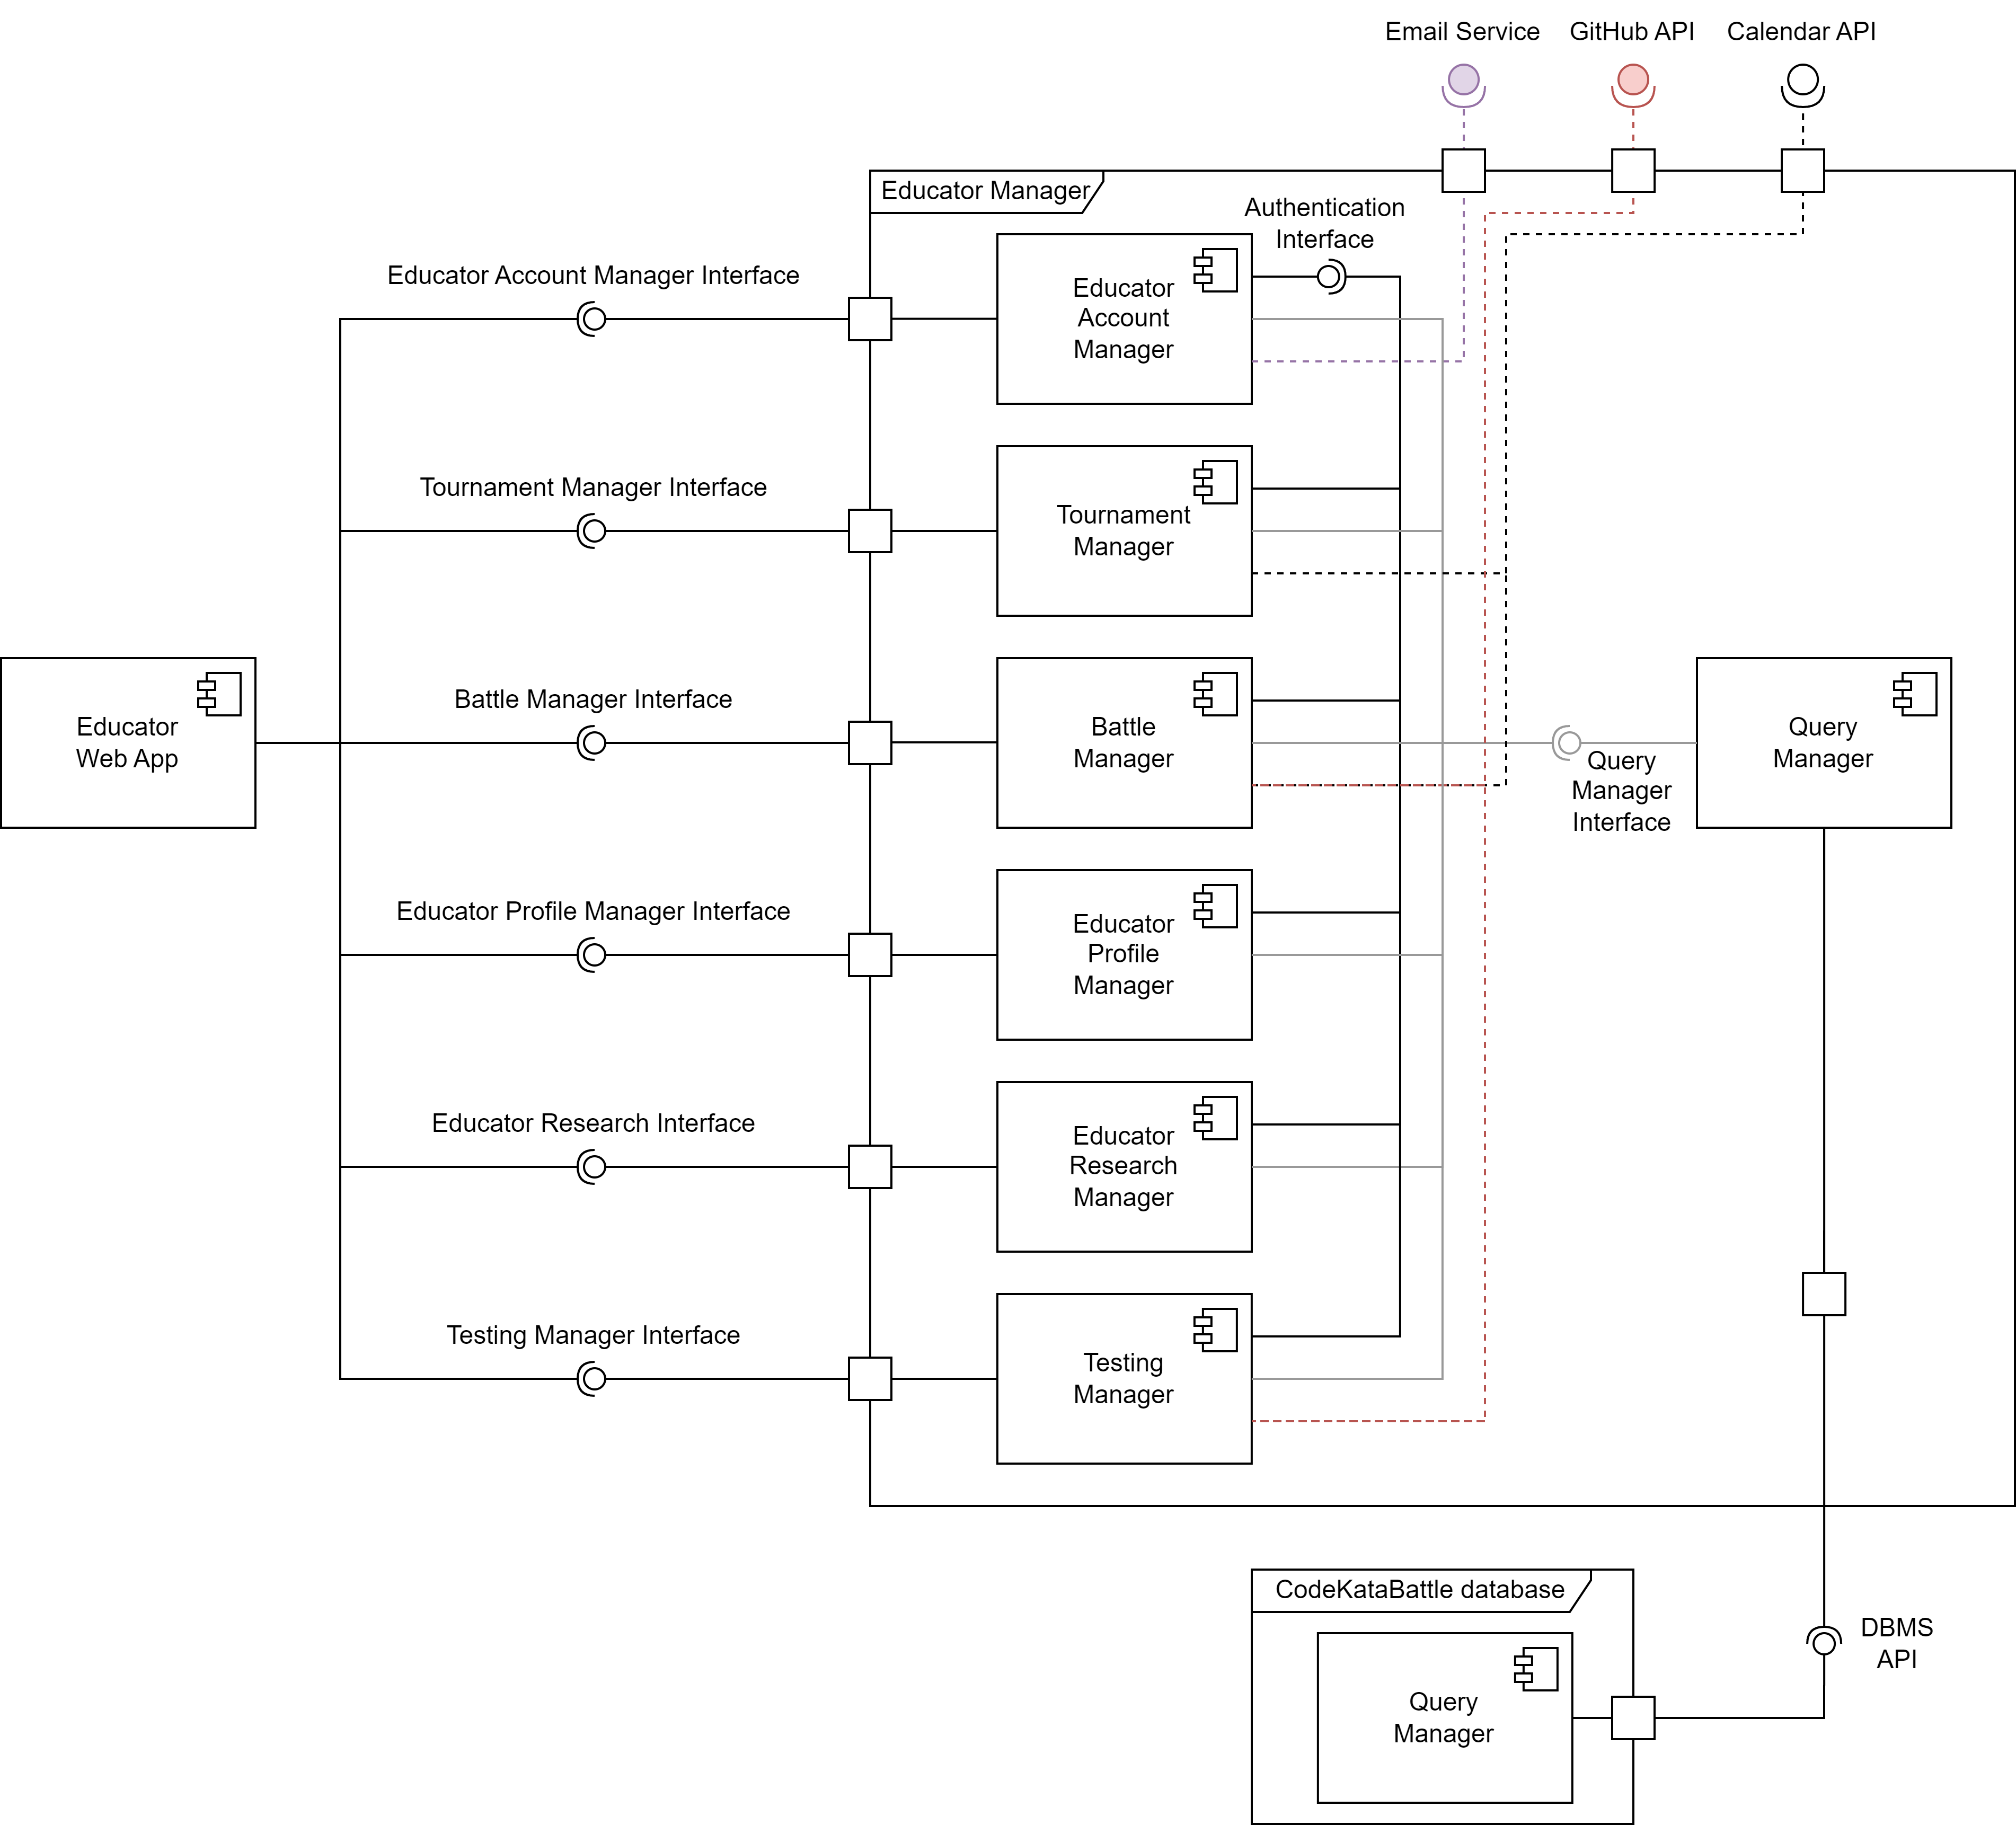 Email Service
GitHub API
Calendar API
Educator Manager
Authentication
Interface
Educator Account Manager Interface
Educator
Account
Manager
Tournament Manager Interface
Tournament
Manager
Educator
Web App
Battle Manager Interface
Battle
Manager
Query
Manager
Interface
Query
Manager
Educator Profile Manager Interface
Educator
Profile
Manager
Educator Research Interface
Educator
Research
Manager
Testing Manager Interface
Testing
Manager
CodeKataBattle database
DBMS
API
Query
Manager